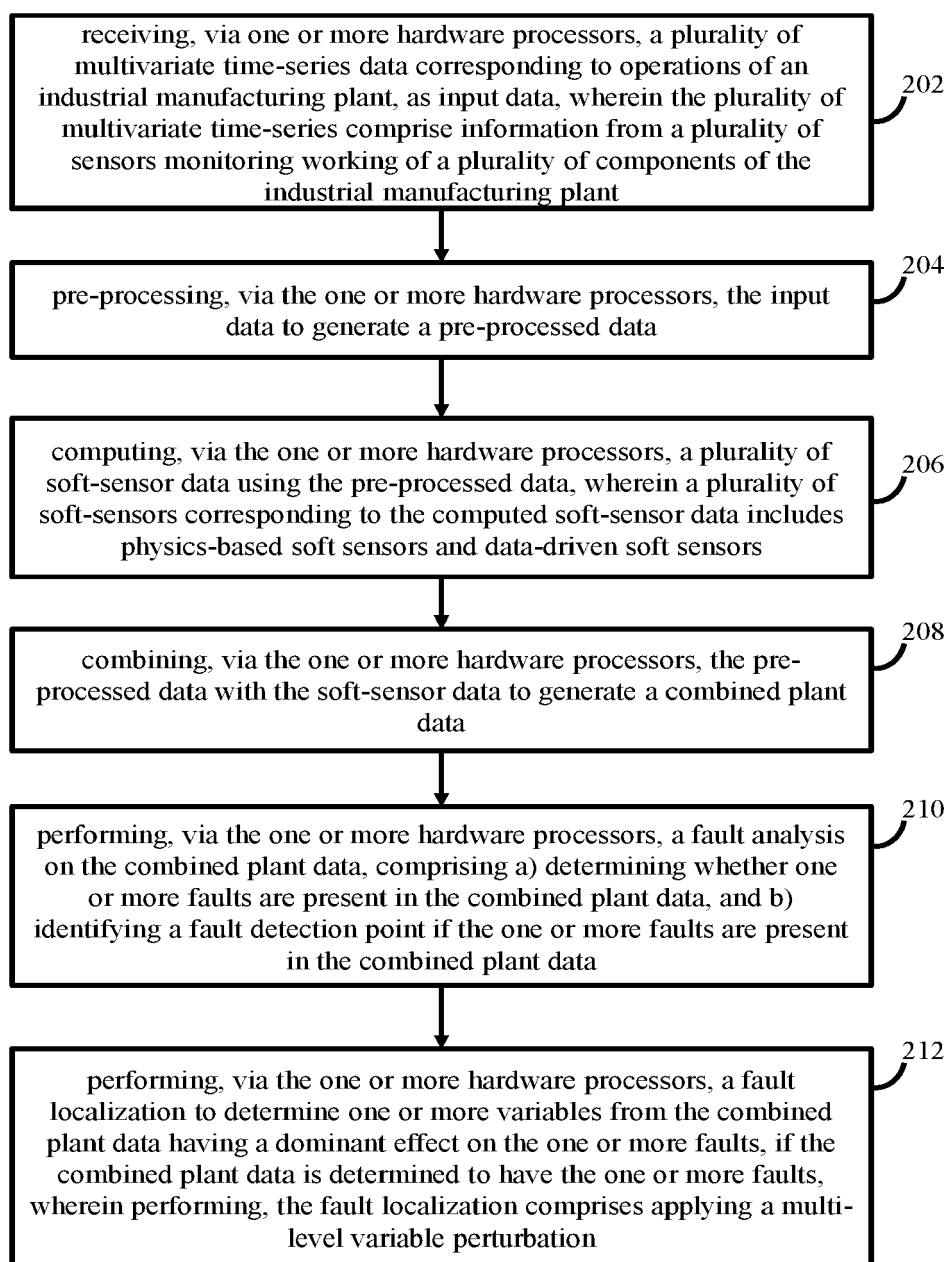 receiving, via one or more hardware processors, a plurality of
multivariate time-series data corresponding to operations of an
industrial manufacturing plant, as input data, wherein the plurality of
multivariate time-series comprise information from a plurality of
sensors monitoring working of a plurality of components of the
industrial manufacturing plant
202
pre-processing, via the one or more hardware processors, the input
data to generate a pre-processed data
204
computing, via the one or more hardware processors, a plurality of
soft-sensor data using the pre-processed data, wherein a plurality of
soft-sensors corresponding to the computed soft-sensor data includes
physics-based soft sensors and data-driven soft sensors
206
combining, via the one or more hardware processors, the pre-
processed data with the soft-sensor data to generate a combined plant
data
208
performing, via the one or more hardware processors, a fault analysis
on the combined plant data, comprising a) determining whether one
or more faults are present in the combined plant data, and b)
identifying a fault detection point if the one or more faults are present
in the combined plant data
210
performing, via the one or more hardware processors, a fault
localization to determine one or more variables from the combined
plant data having a dominant effect on the one or more faults, if the
combined plant data is determined to have the one or more faults,
wherein performing, the fault localization comprises applying a multi-
level variable perturbation
212